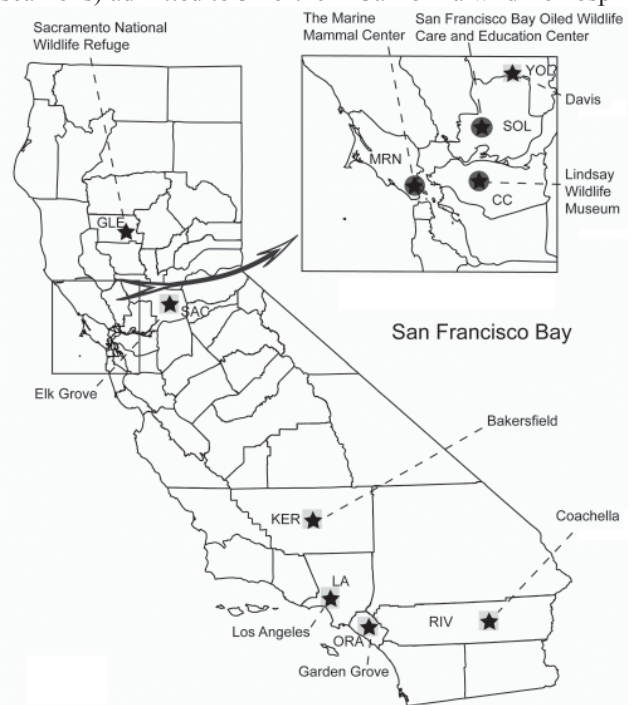 Sacramento National
Wildlife Refuge
The Marine
Mammal Center
San Francisco Bay Oiled Wildlife
Care and Education Center
YOL
Davis
SOL
MRN
Lindsay
Wildlife
Museum
CC
GLE
SAC
San Francisco Bay
Elk Grove
Bakersfield
KER
Coachella
LA
RIV
Los Angeles
ORA
Garden Grove